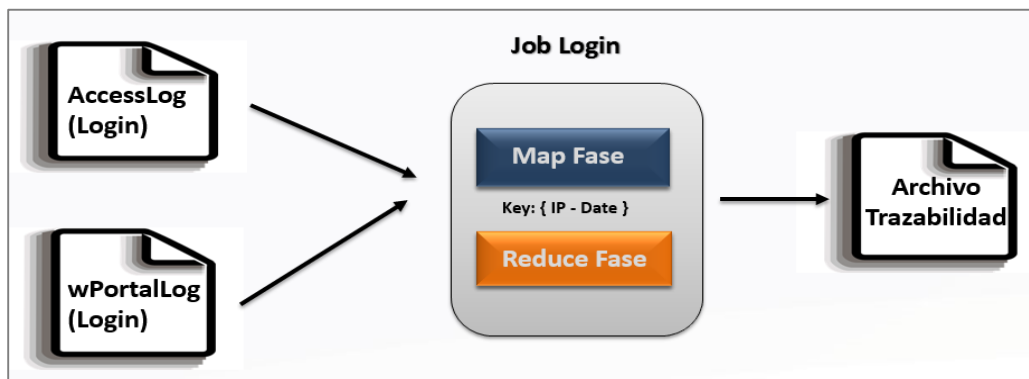 AccessLog
(Login)
wPortalLog
(Login)
Job Login
Map Fase
Key: { IP - Date }
Reduce Fase
Archivo
Trazabilidad